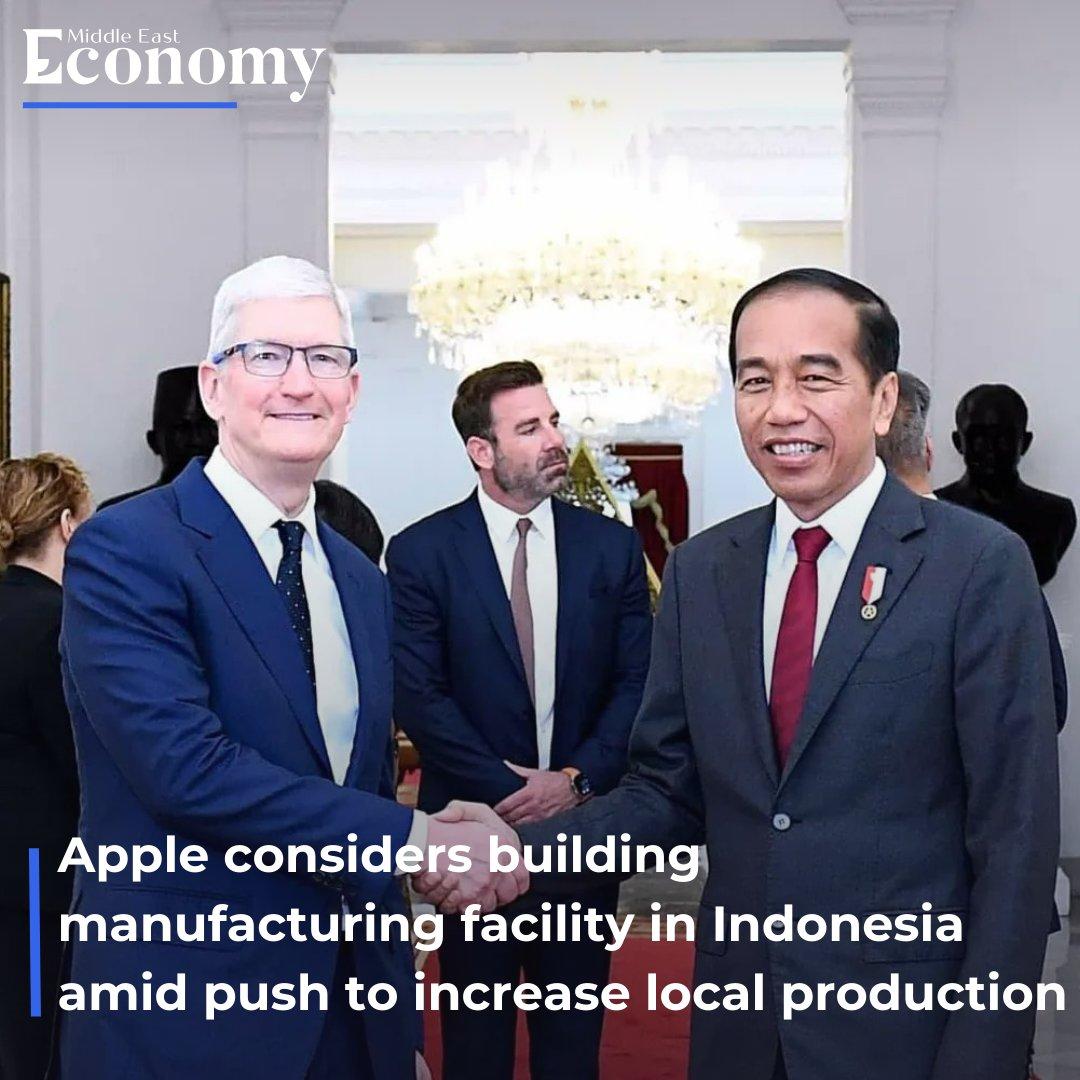 Middle East
Economy
Apple considers building
manufacturing facility in Indonesia
amid push to increase local production